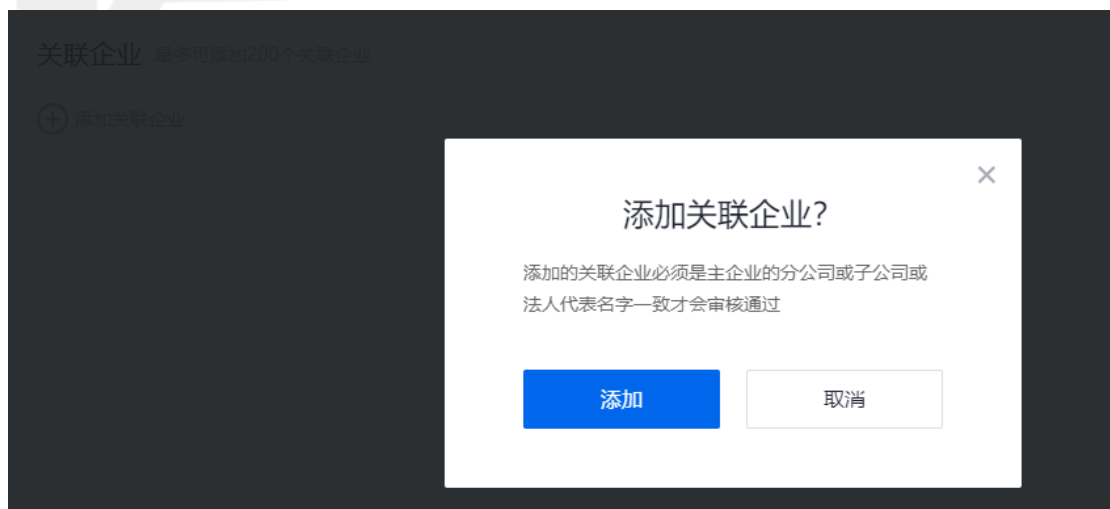 关联企业 最多可添加200个关联企业
添加关联企业
添加关联企业?
添加的关联企业必须是主企业的分公司或子公司或
法人代表名字一致才会审核通过
添加 取消